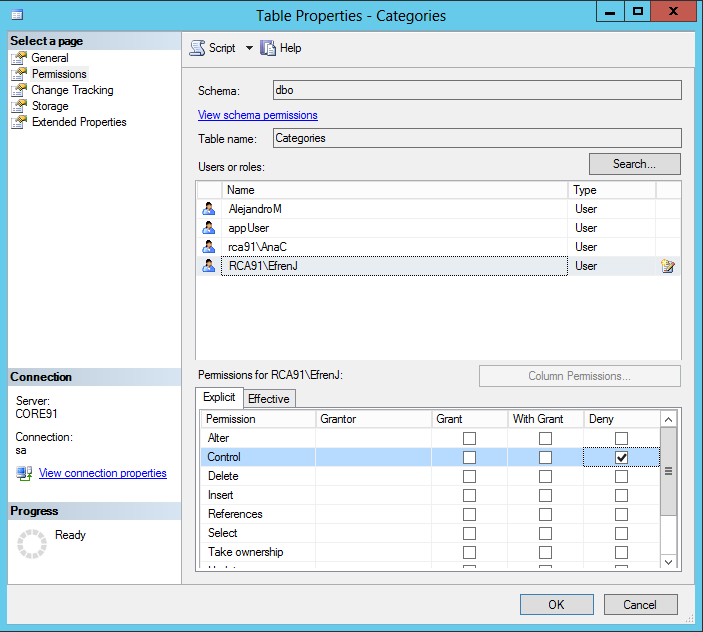 Table Properties - Categories
Select a page
General
Permissions
Change Tracking
Storage
Extended Properties
Script Help
Schema: dbo
View schema permissions
Table name: Categories
Users or roles: Search...
Name Type
AlejandroM User
appUser User
rca91\AnaC User
RCA91\EfrenJ User
Permissions for RCA91\EfrenJ: Column Permissions...
Explicit Effective
Permission Grantor Grant With Grant Deny
Alter
Control
Delete
Insert
References
Select
Take ownership
Connection
Server:
CORE91
Connection:
sa
View connection properties
Progress
Ready
OK Cancel